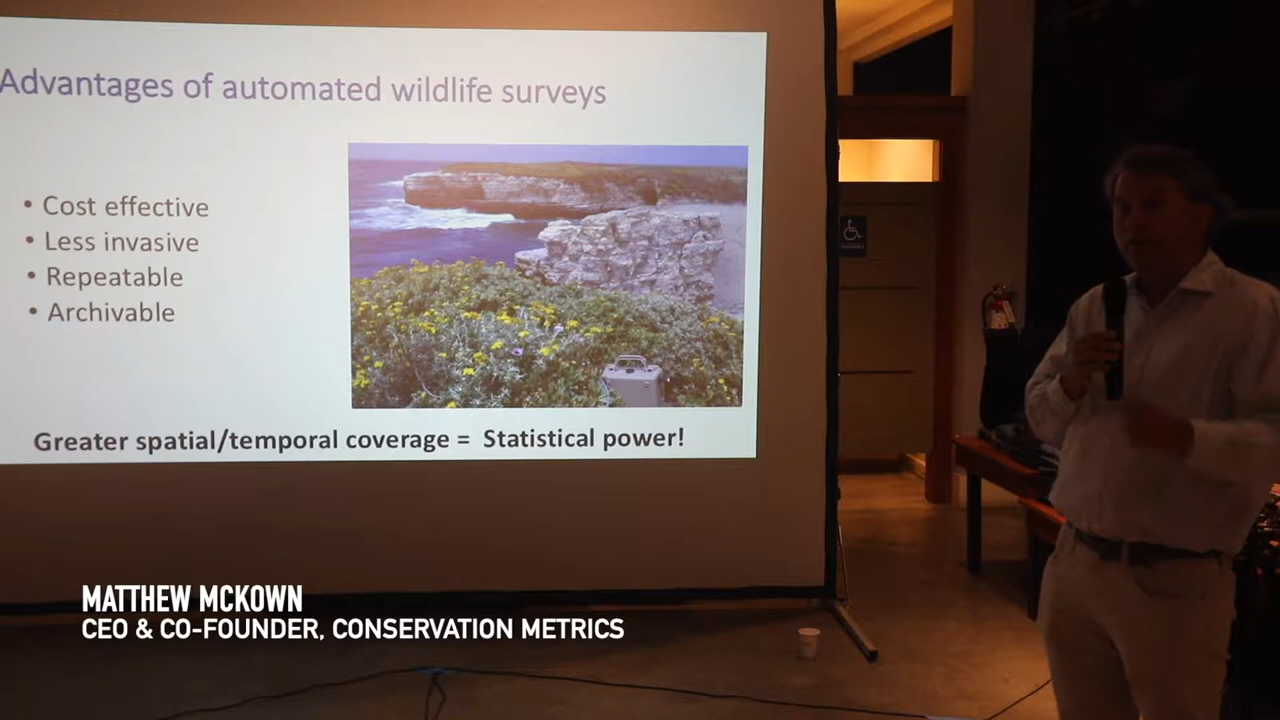 Advantages of automated wildlife surveys
• Cost effective
• Less invasive
• Repeatable
• Archivable
Greater spatial/temporal coverage = Statistical power!
MATTHEW MCKOWN
CEO & CO-FOUNDER, CONSERVATION METRICS